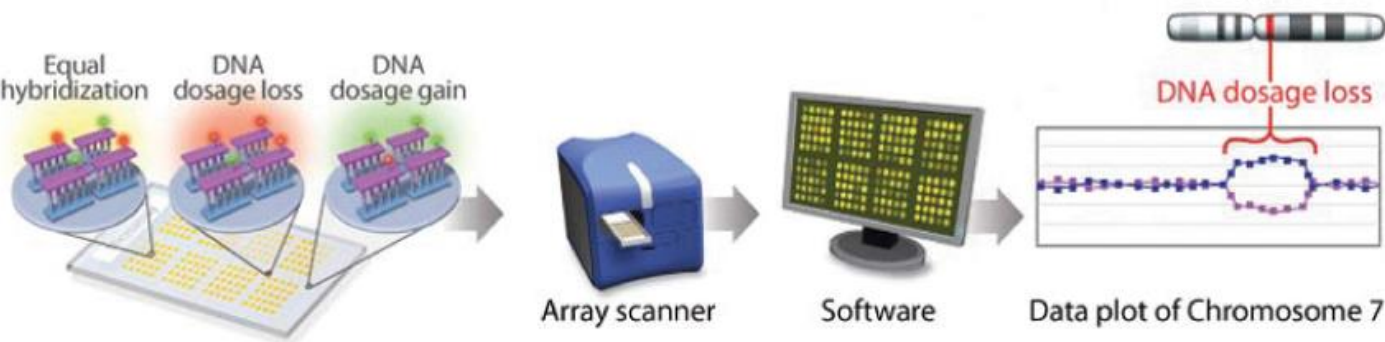 Equal
hybridization
DNA
dosage loss
DNA
dosage gain
DNA dosage loss
Array scanner
Software
Data plot of Chromosome 7